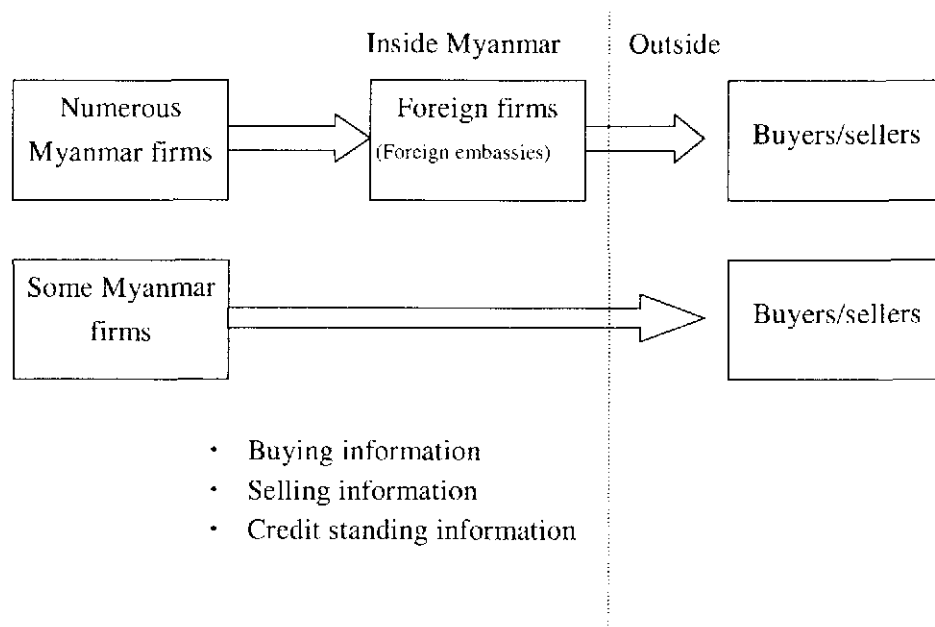 Inside Myanmar
Outside
Numerous
Myanmar firms
Foreign firms
(Foreign embassies)
Buyers/sellers
Some Myanmar
firms
Buyers/sellers
・ Buying information
・ Selling information
・ Credit standing information